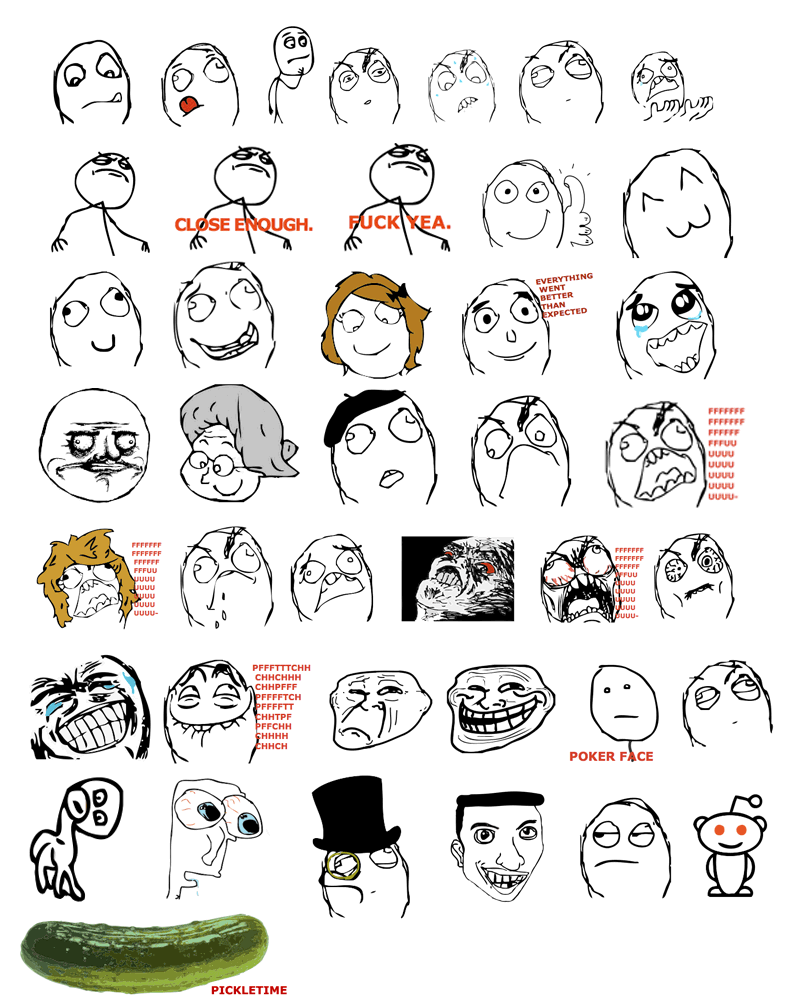 CLOSE ENOUGH.
FUCK YEA.
EVERYTHING
WENT
BETTER
THAN
EXPECTED
FFFFFFF
FFFFFFF
FFFFFF
FFFUU
UUUU
UUUU
UUUU
UUUU
UUUU-
FFFFFFF
FFFFFFF
FFFFFF
FFFUU
UUUU
UUUU
UUUU
UUUU
UUUU-
FFFFFFF
FFFFFFF
FFFFFF
FFFUU
UUUU
UUUU
UUUU
UUUU
UUUU-
PFFFTTTCHH
CHHCHHH
CHHPFFF
PFFFFTCH
PFFFFTT
CHHTPF
PFFCHH
CHHHH
CHHCH
POKER FACE
PICKLETIME